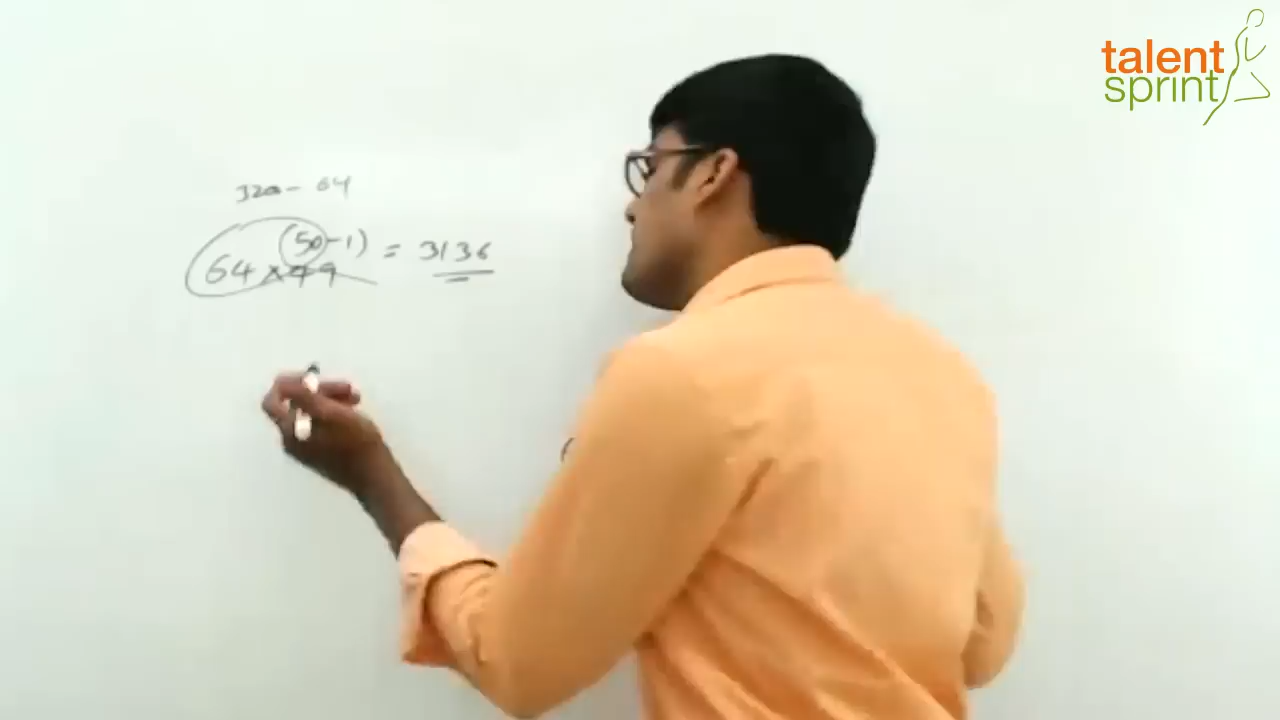 talent
sprint
3200 - 64
(50-1)
64 × 49 = 3136